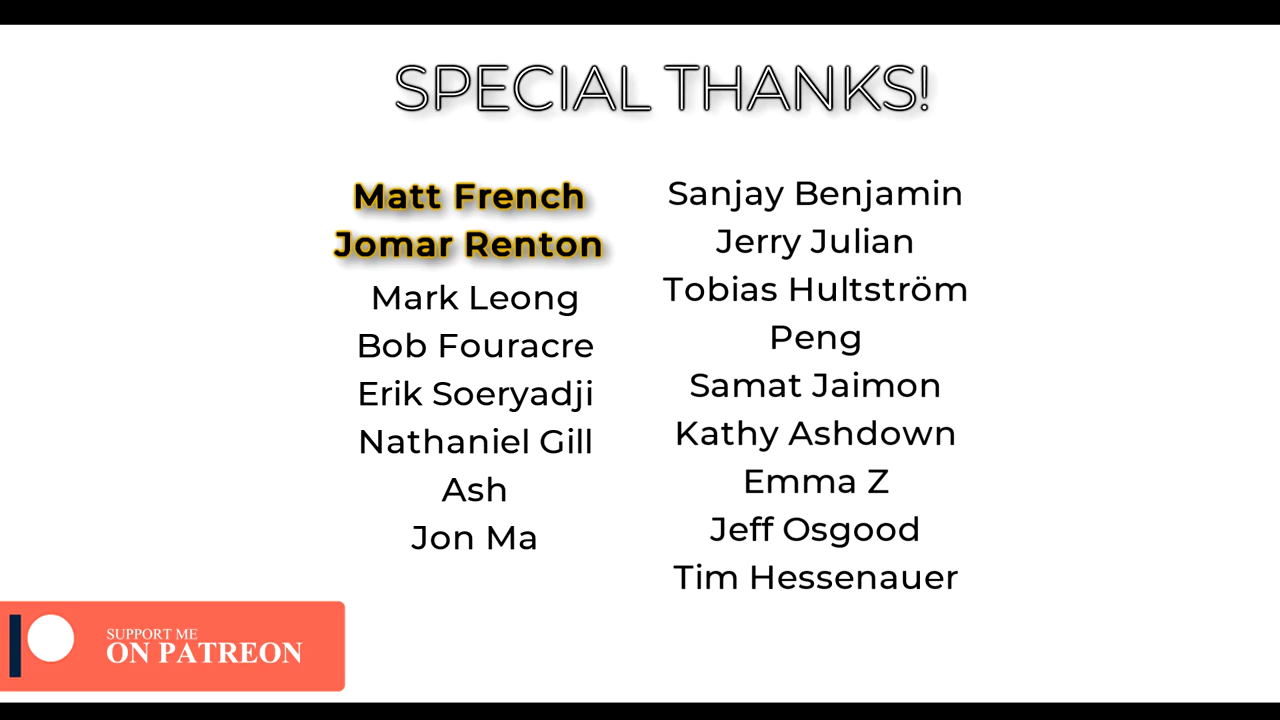 SPECIAL THANKS!
Matt French
Jomar Renton
Mark Leong
Bob Fouracre
Erik Soeryadji
Nathaniel Gill
Ash
Jon Ma
Sanjay Benjamin
Jerry Julian
Tobias Hultström
Peng
Samat Jaimon
Kathy Ashdown
Emma Z
Jeff Osgood
Tim Hessenauer
SUPPORT ME
ON PATREON